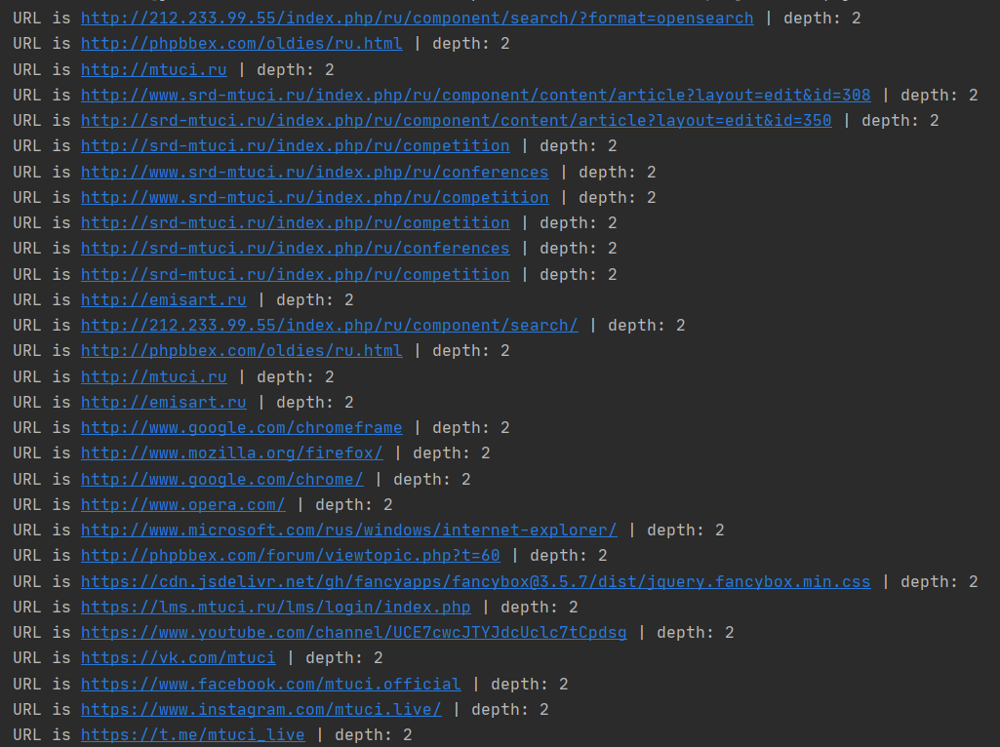 URL is http://212.233.99.55/index.php/ru/component/search/?format=opensearch | depth: 2
URL is http://phpbbex.com/oldies/ru.html | depth: 2
URL is http://mtuci.ru | depth: 2
URL is http://www.srd-mtuci.ru/index.php/ru/component/content/article?layout=edit&id=308 | depth: 2
URL is http://srd-mtuci.ru/index.php/ru/component/content/article?layout=edit&id=350 | depth: 2
URL is http://srd-mtuci.ru/index.php/ru/competition | depth: 2
URL is http://www.srd-mtuci.ru/index.php/ru/conferences | depth: 2
URL is http://www.srd-mtuci.ru/index.php/ru/competition | depth: 2
URL is http://srd-mtuci.ru/index.php/ru/competition | depth: 2
URL is http://srd-mtuci.ru/index.php/ru/conferences | depth: 2
URL is http://srd-mtuci.ru/index.php/ru/competition | depth: 2
URL is http://emisart.ru | depth: 2
URL is http://212.233.99.55/index.php/ru/component/search/ | depth: 2
URL is http://phpbbex.com/oldies/ru.html | depth: 2
URL is http://mtuci.ru | depth: 2
URL is http://emisart.ru | depth: 2
URL is http://www.google.com/chromeframe | depth: 2
URL is http://www.mozilla.org/firefox/ | depth: 2
URL is http://www.google.com/chrome/ | depth: 2
URL is http://www.opera.com/ | depth: 2
URL is http://www.microsoft.com/rus/windows/internet-explorer/ | depth: 2
URL is http://phpbbex.com/forum/viewtopic.php?t=60 | depth: 2
URL is https://cdn.jsdelivr.net/gh/fancyapps/fancybox@3.5.7/dist/jquery.fancybox.min.css | depth: 2
URL is https://lms.mtuci.ru/lms/login/index.php | depth: 2
URL is https://www.youtube.com/channel/UCE7cwcJTYJdcUclc7tCpdsg | depth: 2
URL is https://vk.com/mtuci | depth: 2
URL is https://www.facebook.com/mtuci.official | depth: 2
URL is https://www.instagram.com/mtuci.live/ | depth: 2
URL is https://t.me/mtuci_live | depth: 2